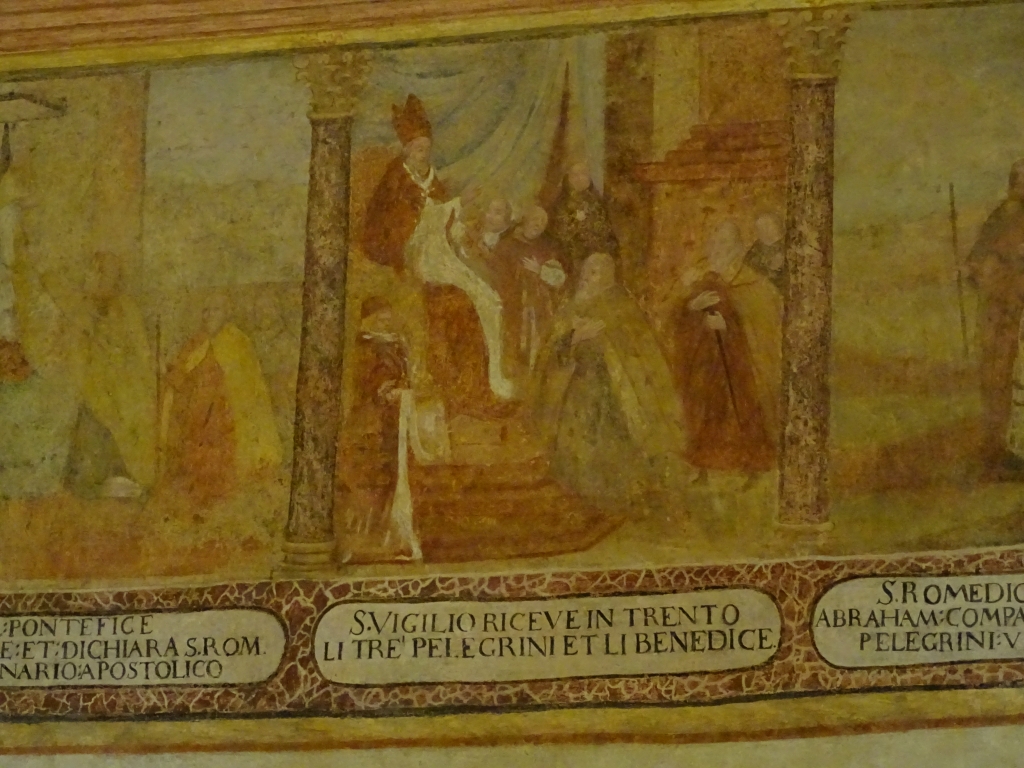 :PONTEFICE
E:ET:DICHIARA S.ROM.
NARIO:APOSTOLICO
S.VIGILIO RICEVE IN TRENTO
LI TRE' PELEGRINI ET LI BENEDICE.
S.ROMEDIO
ABRAHAM:COMPA
PELEGRINI:V